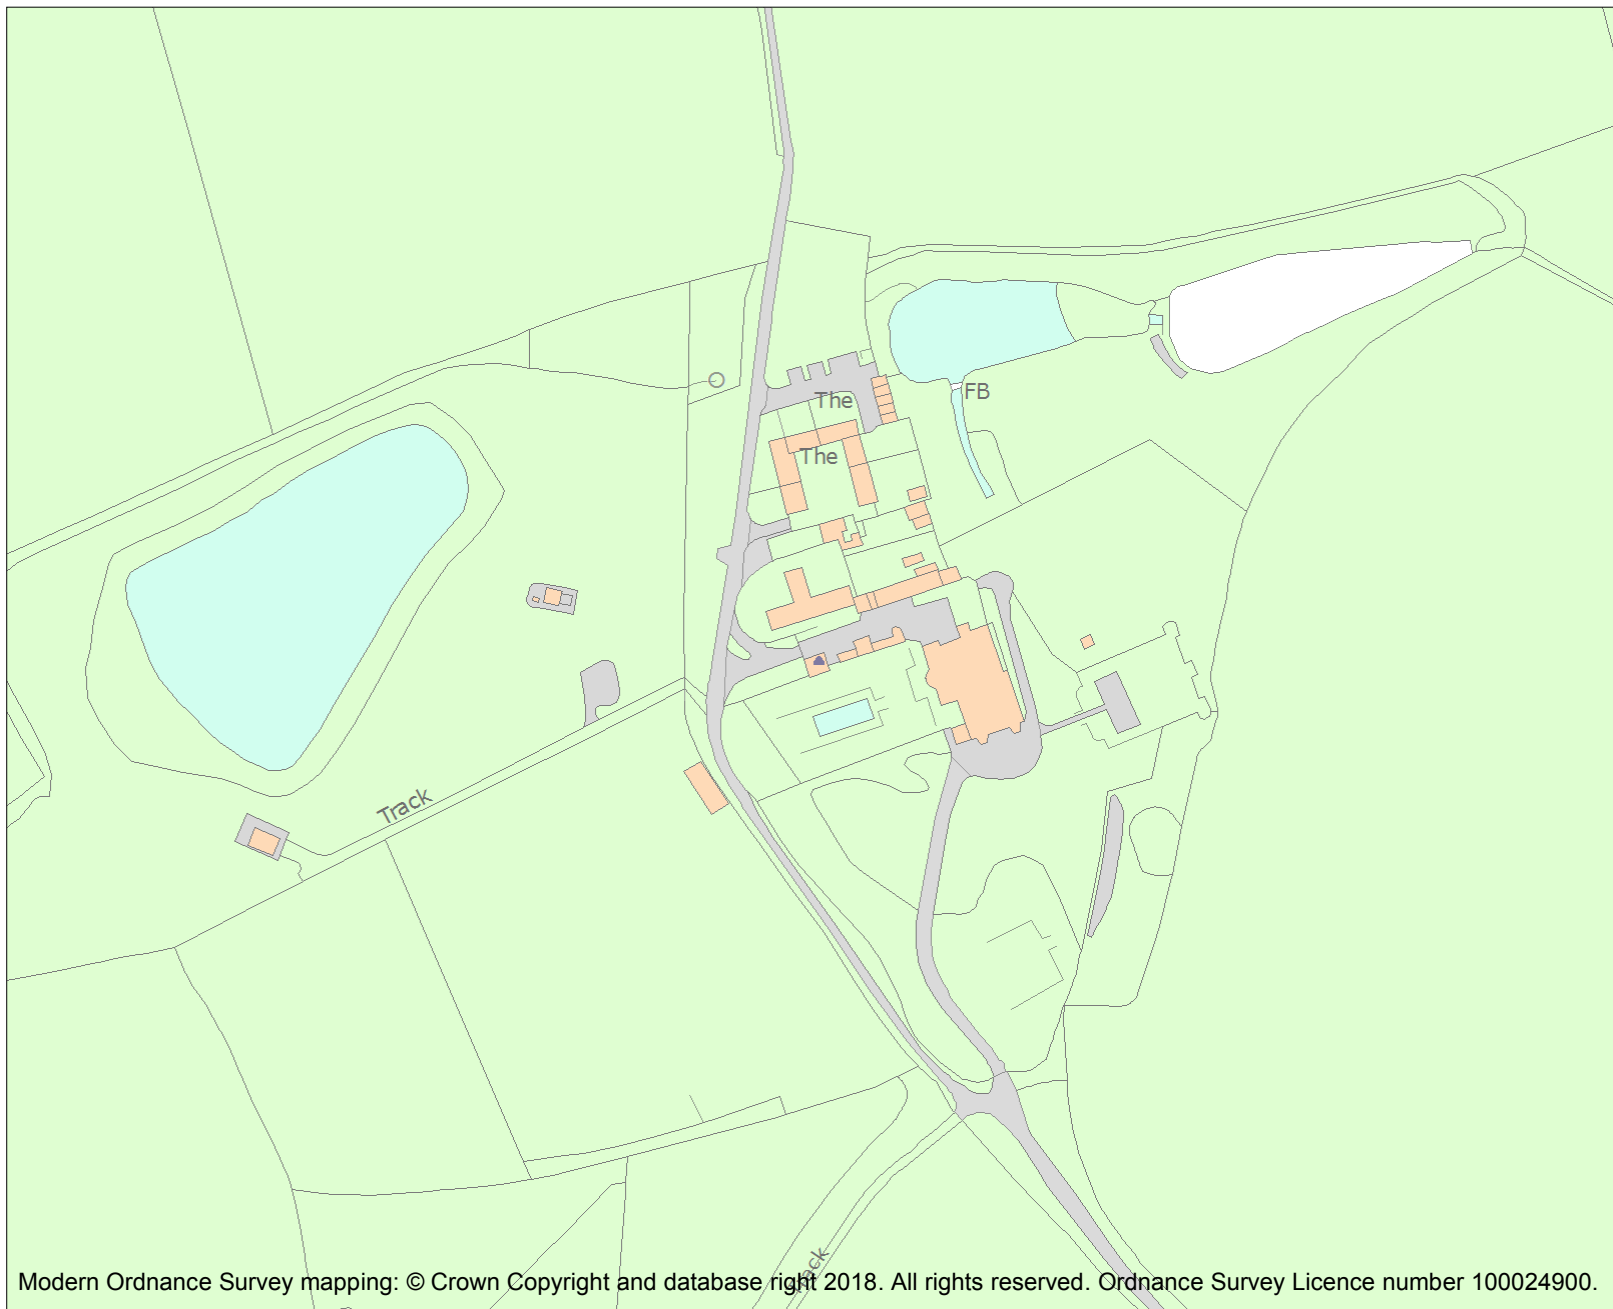 FB
The
The
Track
Track
Modern Ordnance Survey mapping: © Crown Copyright and database right 2018. All rights reserved. Ordnance Survey Licence number 100024900.